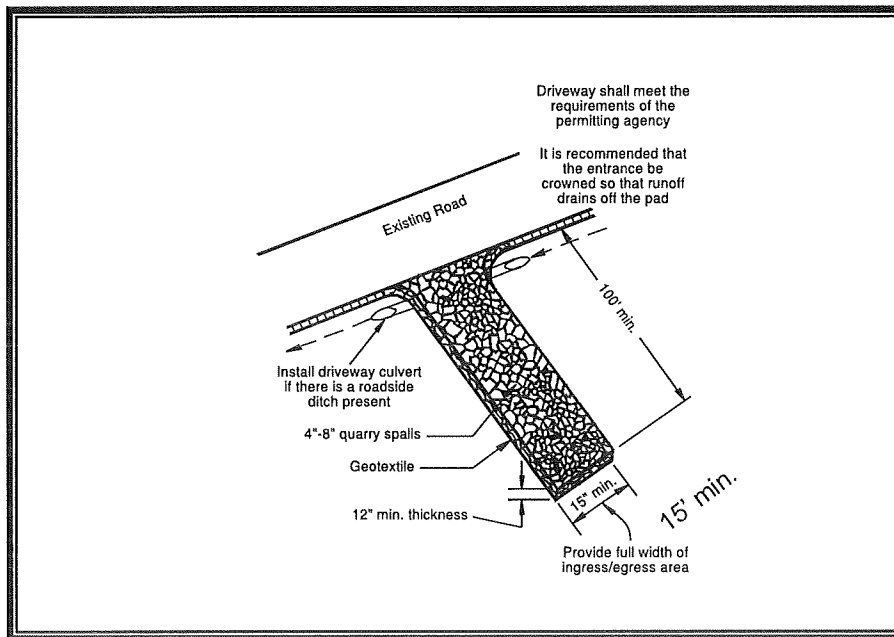 Driveway shall meet the
requirements of the
permitting agency
It is recommended that
the entrance be
crowned so that runoff
drains off the pad
Existing Road
100' min.
Install driveway culvert
if there is a roadside
ditch present
4"-8" quarry spalls
Geotextile
12" min. thickness
15" min.
15' min.
Provide full width of
ingress/egress area